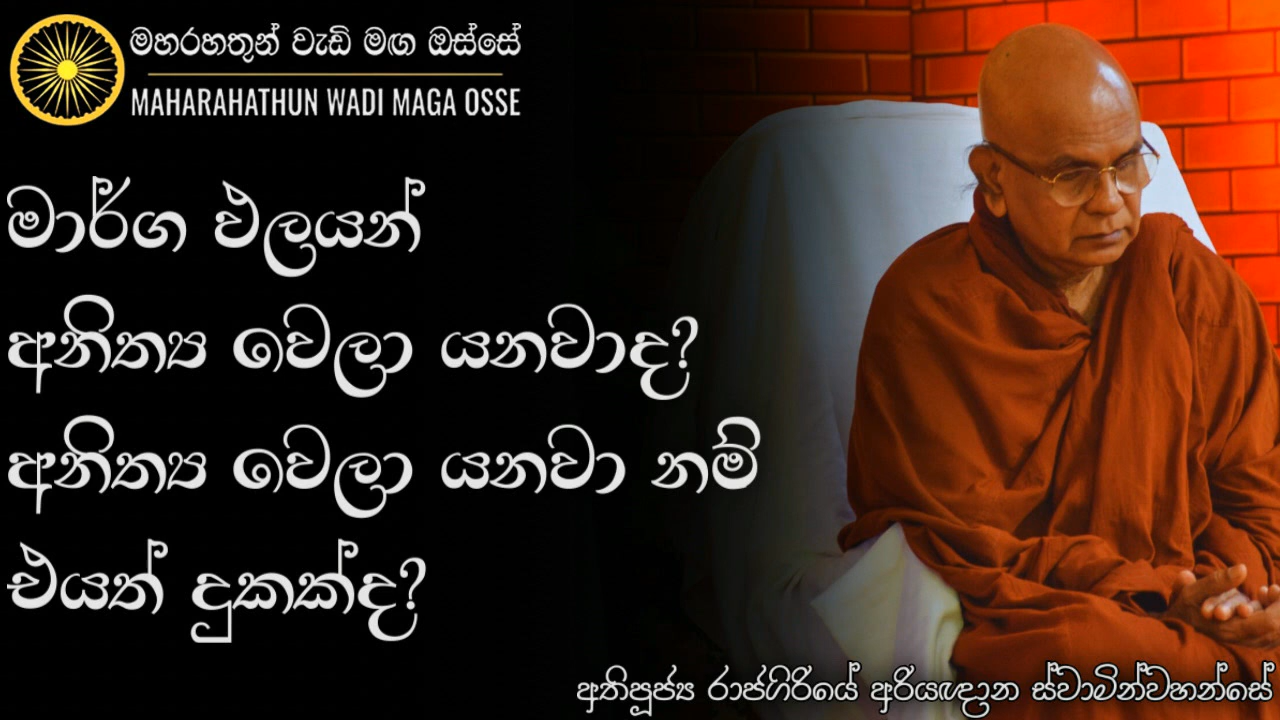 මහරහතුන් වැඩි මඟ ඔස්සේ
MAHARAHATHUN WADI MAGA OSSE
මාර්ග ඵලයන්
අනිත්‍ය වෙලා යනවාද?
අනිත්‍ය වෙලා යනවා නම්
එයත් දුකක්ද?
අතිපූජ්‍ය රාජගිරියේ අරියඥාන ස්වාමින්වහන්සේ